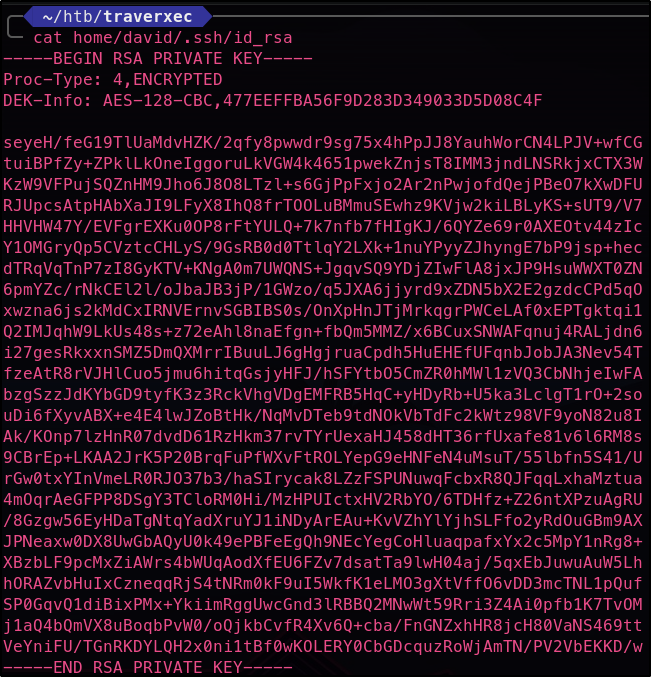 ~/htb/traverxec
cat home/david/.ssh/id_rsa
-----BEGIN RSA PRIVATE KEY-----
Proc-Type: 4,ENCRYPTED
DEK-Info: AES-128-CBC,477EEFFBA56F9D283D349033D5D08C4F
seyeH/feG19TlUaMdvHZK/2qfy8pwwdr9sg75x4hPpJJ8YauhWorCN4LPJV+wfCG
tuiBPfZy+ZPklLkOneIggoruLkVGW4k4651pwekZnjsT8IMM3jndLNSRkjxCTX3W
KzW9VFPujSQZnHM9Jho6J8O8LTzl+s6GjPpFxjo2Ar2nPwjofdQejPBeO7kXwDFU
RJUpcsAtpHAbXaJI9LFyX8IhQ8frTOOLuBMmuSEwhz9KVjw2kiLBLyKS+sUT9/V7
HHVHW47Y/EVFgrEXKu0OP8rFtYULQ+7k7nfb7fHIgKJ/6QYZe69r0AXEOtv44zIc
Y1OMGryQp5CVztcCHLyS/9GsRB0d0TtlqY2LXk+1nuYPyyZJhyngE7bP9jsp+hec
dTRqVqTnP7zI8GyKTV+KNgA0m7UWQNS+JgqvSQ9YDjZIwFlA8jxJP9HsuWWXT0ZN
6pmYZc/rNkCEl2l/oJbaJB3jP/1GWzo/q5JXA6jjyrd9xZDN5bX2E2gzdcCPd5qO
xwzna6js2kMdCxIRNVErnvSGBIBS0s/OnXpHnJTjMrkqgrPWCeLAf0xEPTgktqi1
Q2IMJqhW9LkUs48s+z72eAhl8naEfgn+fbQm5MMZ/x6BCuxSNWAFqnuj4RALjdn6
i27gesRkxxnSMZ5DmQXMrrIBuuLJ6gHgjruaCpdh5HuEHEfUFqnbJobJA3Nev54T
fzeAtR8rVJHlCuo5jmu6hitqGsjyHFJ/hSFYtbO5CmZR0hMWl1zVQ3CbNhjeIwFA
bzgSzzJdKYbGD9tyfK3z3RckVhgVDgEMFRB5HqC+yHDyRb+U5ka3LclgT1rO+2so
uDi6fXyvABX+e4E4lwJZoBtHk/NqMvDTeb9tdNOkVbTdFc2kWtz98VF9yoN82u8I
Ak/KOnp7lzHnR07dvdD61RzHkm37rvTYrUexaHJ458dHT36rfUxafe81v6l6RM8s
9CBrEp+LKAA2JrK5P20BrqFuPfWXvFtROLYepG9eHNFeN4uMsuT/55lbfn5S41/U
rGw0txYInVmeLR0RJO37b3/haSIrycak8LZzFSPUNuwqFcbxR8QJFqqLxhaMztua
4mOqrAeGFPP8DSgY3TCloRM0Hi/MzHPUIctxHV2RbYO/6TDHfz+Z26ntXPzuAgRU
/8Gzgw56EyHDaTgNtqYadXruYJ1iNDyArEAu+KvVZhYlYjhSLFfo2yRdOuGBm9AX
JPNeaxw0DX8UwGbAQyU0k49ePBFeEgQh9NEcYegCoHluaqpafxYx2c5MpY1nRg8+
XBzbLF9pcMxZiAWrs4bWUqAodXfEU6FZv7dsatTa9lwH04aj/5qxEbJuwuAuW5Lh
hORAZvbHuIxCzneqqRjS4tNRm0kF9uI5WkfK1eLMO3gXtVffO6vDD3mcTNL1pQuf
SP0GqvQ1diBixPMx+YkiimRggUwcGnd3lRBBQ2MNwWt59Rri3Z4Ai0pfb1K7TvOM
j1aQ4bQmVX8uBoqbPvW0/oQjkbCvfR4Xv6Q+cba/FnGNZxhHR8jcH80VaNS469tt
VeYniFU/TGnRKDYLQH2x0ni1tBf0wKOLERY0CbGDcquzRoWjAmTN/PV2VbEKKD/w
-----END RSA PRIVATE KEY-----